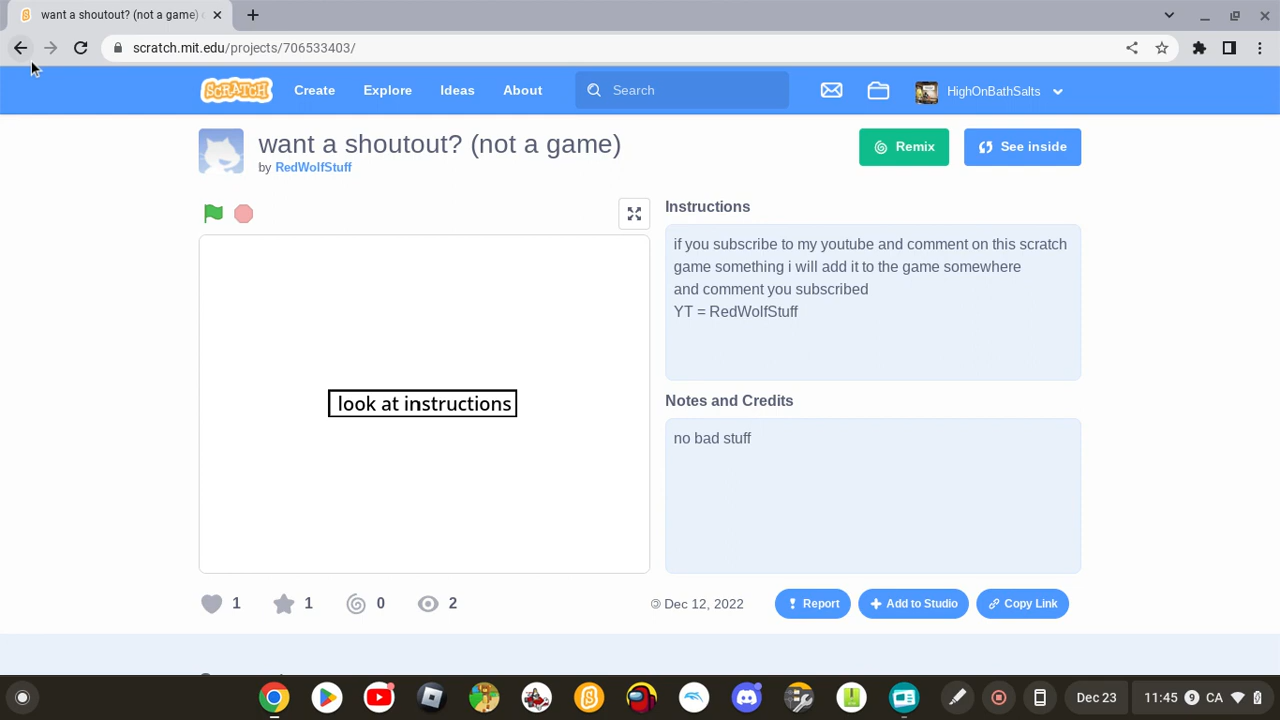 want a shoutout? (not a game)
scratch.mit.edu/projects/706533403/
SCRATCH Create Explore Ideas About Search HighOnBathSalts
want a shoutout? (not a game)
by RedWolfStuff
Remix See inside
look at instructions
Instructions
if you subscribe to my youtube and comment on this scratch
game something i will add it to the game somewhere
and comment you subscribed
YT = RedWolfStuff
Notes and Credits
no bad stuff
1 1 0 2 Dec 12, 2022 Report Add to Studio Copy Link
Dec 23 11:45 9 CA